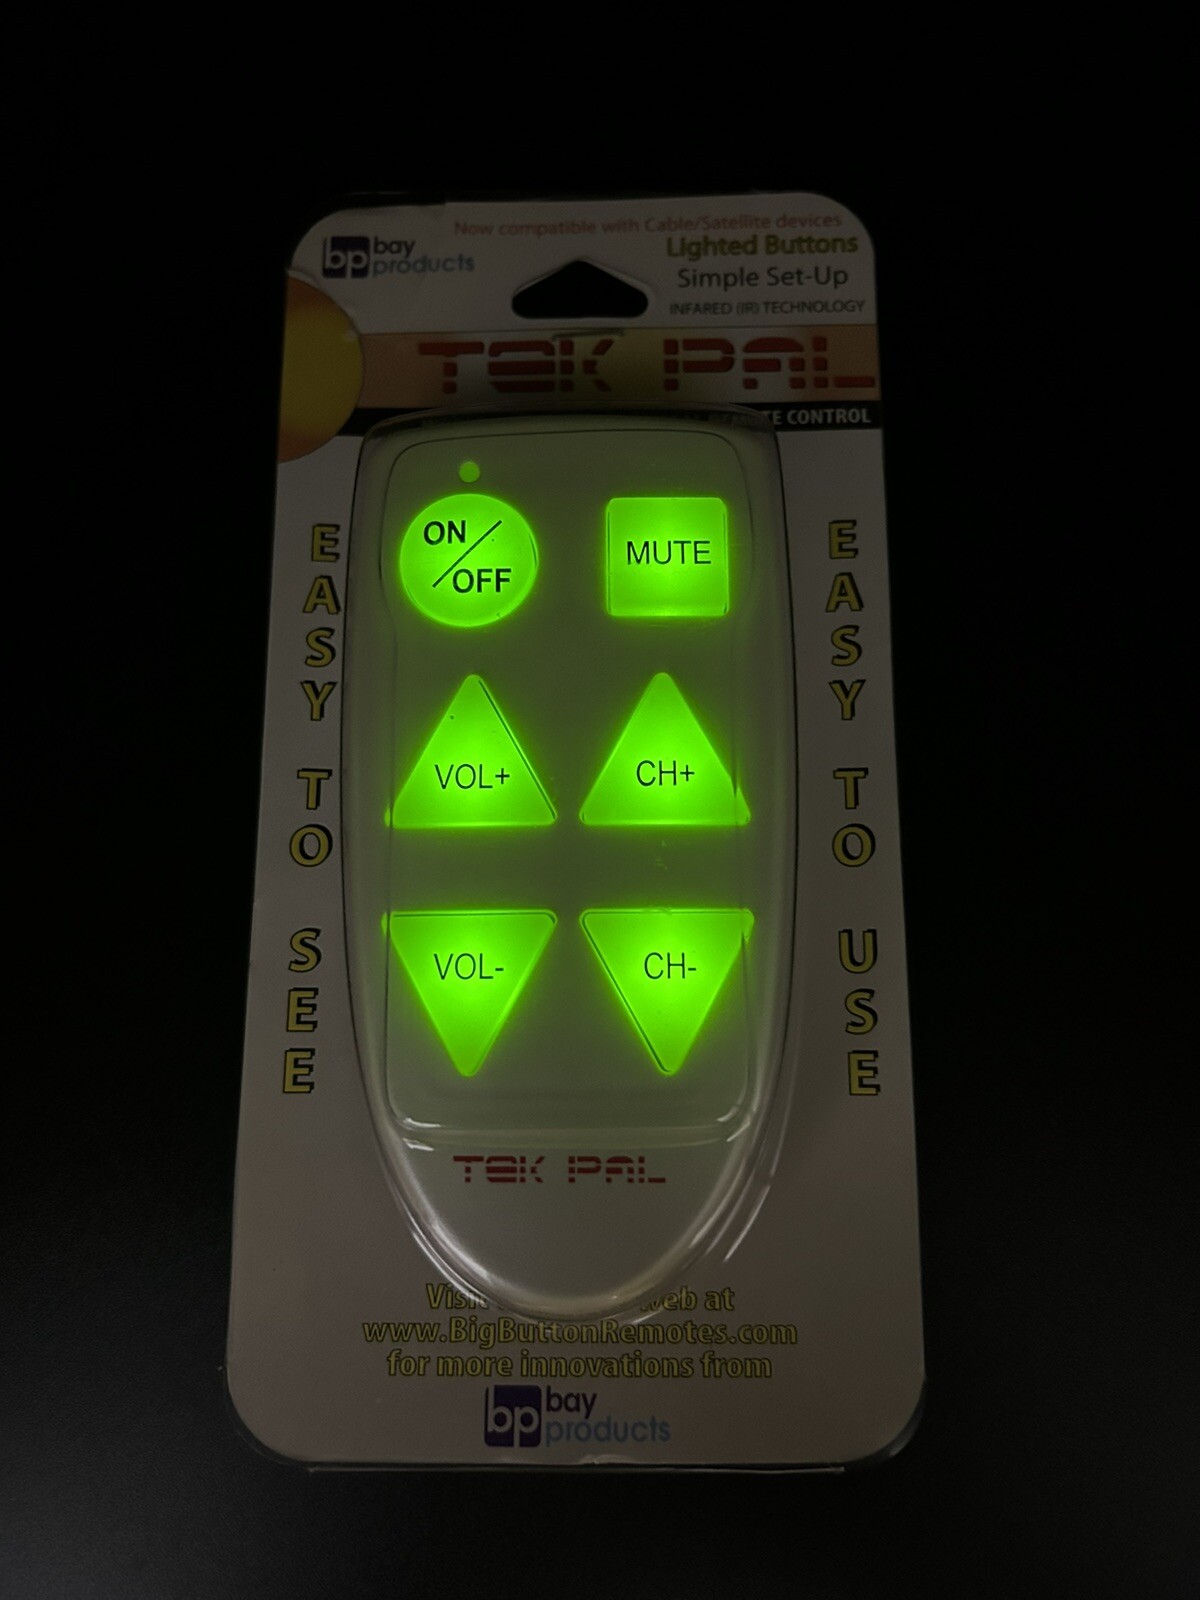 Now compatible with Cable/Satellite devices
bp bay products
Lighted Buttons
Simple Set-Up
INFARED (IR) TECHNOLOGY
TEK PAL
REMOTE CONTROL
EASY TO SEE
EASY TO USE
ON/OFF
MUTE
VOL+
CH+
VOL-
CH-
TEK PAL
Visit web at
www.BigButtonRemotes.com
for more innovations from
bp bay products